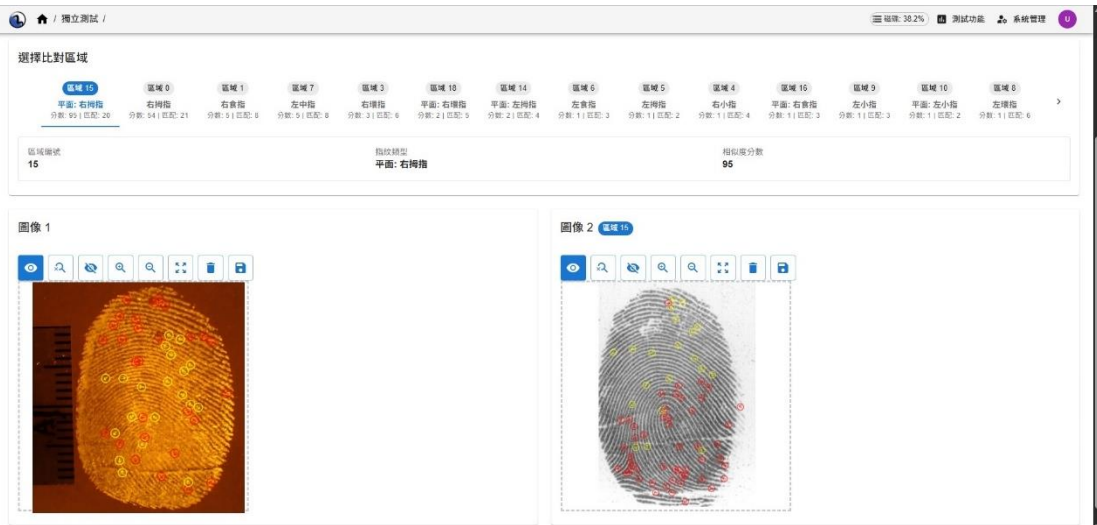 / 獨立測試 /
磁碟: 38.2%
測試功能
系統管理
U
選擇比對區域
區域 15
區域 0
區域 1
區域 7
區域 3
區域 18
區域 14
區域 6
區域 5
區域 4
區域 16
區域 9
區域 10
區域 8
平面: 右拇指
右拇指
右食指
左中指
右環指
平面: 右環指
平面: 左拇指
左食指
左拇指
右小指
平面: 右食指
左小指
平面: 左小指
左環指
分數: 95 | 匹配: 20
分數: 54 | 匹配: 21
分數: 5 | 匹配: 8
分數: 5 | 匹配: 8
分數: 3 | 匹配: 6
分數: 2 | 匹配: 5
分數: 2 | 匹配: 4
分數: 1 | 匹配: 3
分數: 1 | 匹配: 2
分數: 1 | 匹配: 4
分數: 1 | 匹配: 3
分數: 1 | 匹配: 3
分數: 1 | 匹配: 2
分數: 1 | 匹配: 6
區域編號
指紋類型
相似度分數
15
平面: 右拇指
95
圖像 1
圖像 2
區域 15